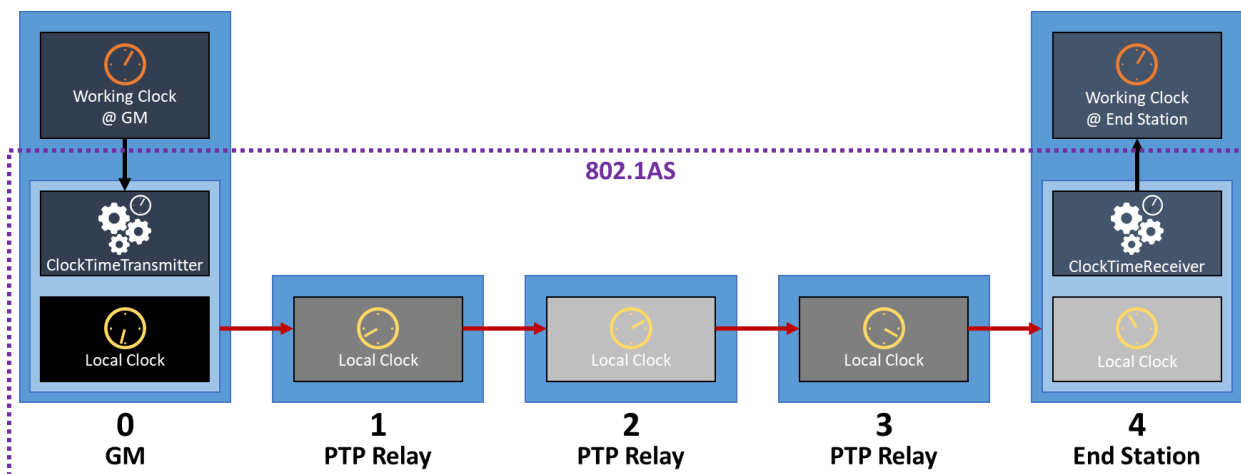 Working Clock
@ GM
Working Clock
@ End Station
802.1AS
ClockTimeTransmitter
ClockTimeReceiver
Local Clock
Local Clock
Local Clock
Local Clock
Local Clock
0
GM
1
PTP Relay
2
PTP Relay
3
PTP Relay
4
End Station